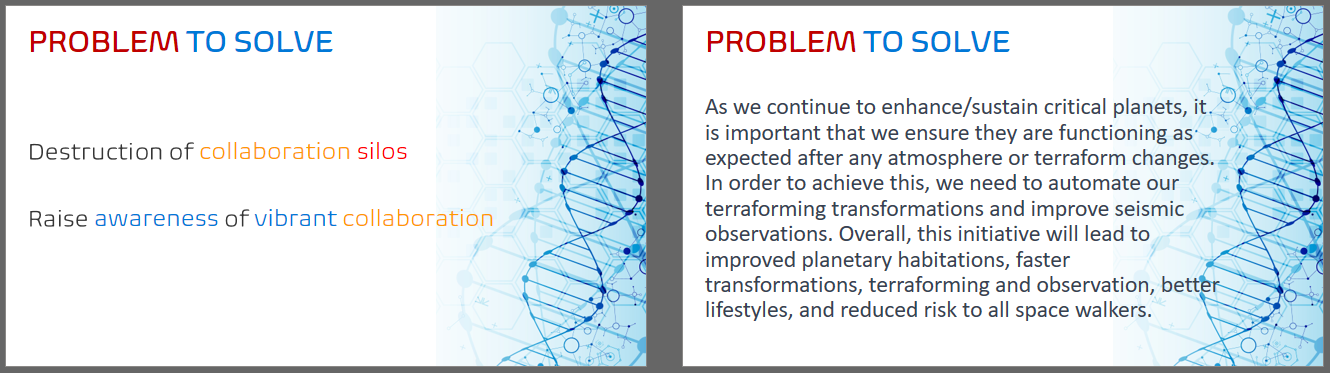 PROBLEM TO SOLVE
Destruction of collaboration silos
Raise awareness of vibrant collaboration
PROBLEM TO SOLVE
As we continue to enhance/sustain critical planets, it
is important that we ensure they are functioning as
expected after any atmosphere or terraform changes.
In order to achieve this, we need to automate our
terraforming transformations and improve seismic
observations. Overall, this initiative will lead to
improved planetary habitations, faster
transformations, terraforming and observation, better
lifestyles, and reduced risk to all space walkers.